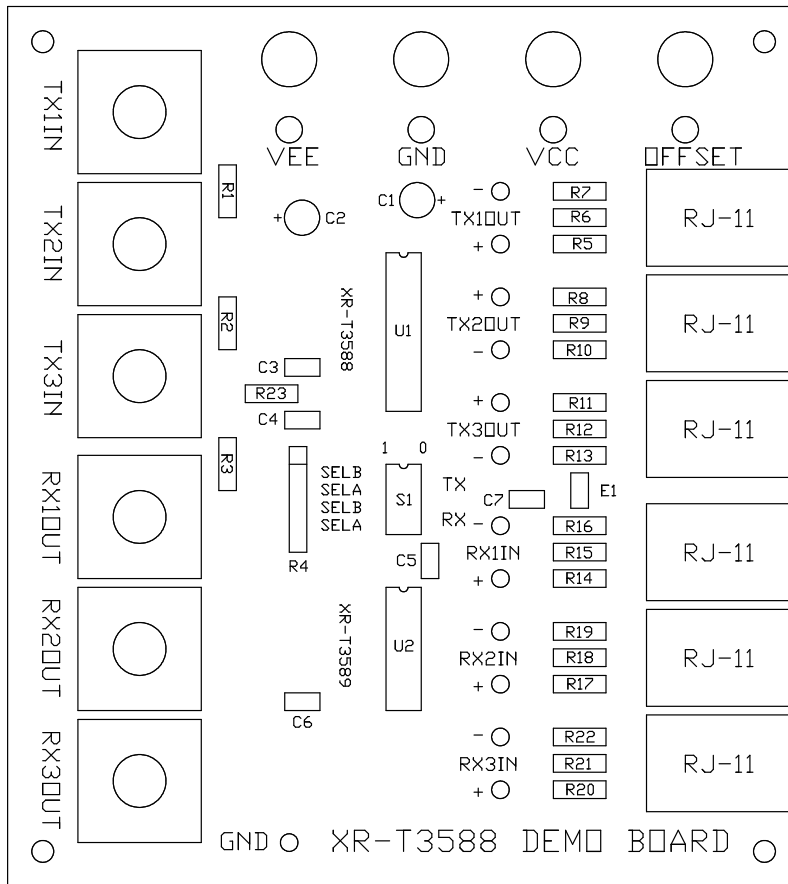 TX1IN
VEE
GND
VCC
OFFSET
R1
C1
+
-
R7
RJ-11
+
C2
TX1OUT
R6
+
R5
TX2IN
XR-T3588
U1
+
R8
RJ-11
R2
TX2OUT
R9
-
R10
TX3IN
C3
R23
C4
+
R11
RJ-11
TX3OUT
R12
-
R13
R3
1 0
SELB
SELA
SELB
SELA
S1
TX
RX
C7
E1
R4
RX1OUT
-
R16
RJ-11
C5
RX1IN
R15
+
R14
RX2OUT
XR-T3589
U2
-
R19
RJ-11
RX2IN
R18
+
R17
C6
RX3OUT
-
R22
RJ-11
RX3IN
R21
+
R20
GND
XR-T3588 DEMO BOARD